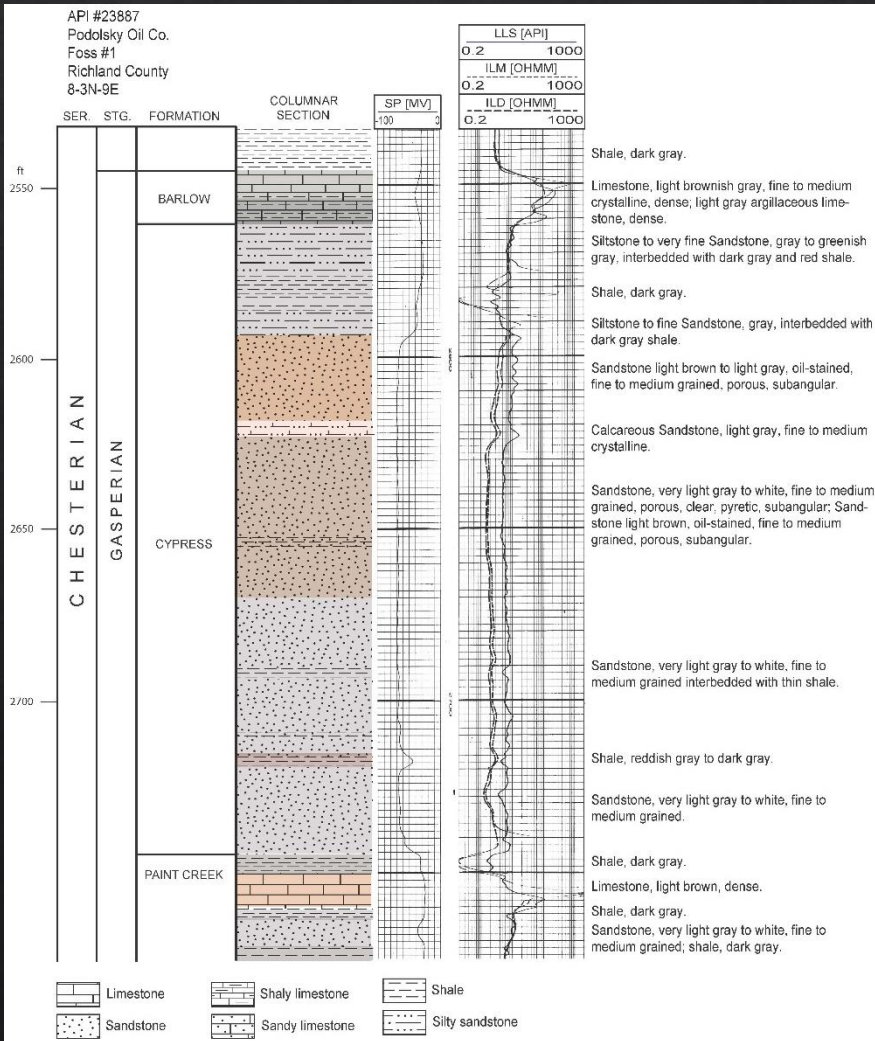 API #23887
Podolsky Oil Co.
Foss #1
Richland County
8-3N-9E
SER. STG. FORMATION
COLUMNAR
SECTION
SP [MV]
-100 0
LLS [API]
0.2 1000
ILM [OHMM]
0.2 1000
ILD [OHMM]
0.2 1000
ft
2550
2600
2650
2700
CHESTERIAN
GASPERIAN
BARLOW
CYPRESS
PAINT CREEK
Shale, dark gray.
Limestone, light brownish gray, fine to medium
crystalline, dense; light gray argillaceous lime-
stone, dense.
Siltstone to very fine Sandstone, gray to greenish
gray, interbedded with dark gray and red shale.
Shale, dark gray.
Siltstone to fine Sandstone, gray, interbedded with
dark gray shale.
Sandstone light brown to light gray, oil-stained,
fine to medium grained, porous, subangular.
Calcareous Sandstone, light gray, fine to medium
crystalline.
Sandstone, very light gray to white, fine to medium
grained, porous, clear, pyretic, subangular; Sand-
stone light brown, oil-stained, fine to medium
grained, porous, subangular.
Sandstone, very light gray to white, fine to
medium grained interbedded with thin shale.
Shale, reddish gray to dark gray.
Sandstone, very light gray to white, fine to
medium grained.
Shale, dark gray.
Limestone, light brown, dense.
Shale, dark gray.
Sandstone, very light gray to white, fine to
medium grained; shale, dark gray.
Limestone
Shaly limestone
Shale
Sandstone
Sandy limestone
Silty sandstone